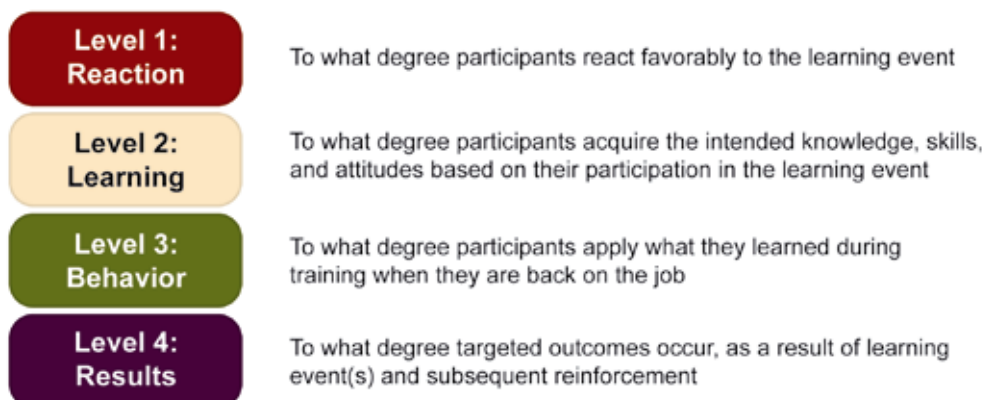 Level 1:
Reaction
To what degree participants react favorably to the learning event
Level 2:
Learning
To what degree participants acquire the intended knowledge, skills,
and attitudes based on their participation in the learning event
Level 3:
Behavior
To what degree participants apply what they learned during
training when they are back on the job
Level 4:
Results
To what degree targeted outcomes occur, as a result of learning
event(s) and subsequent reinforcement